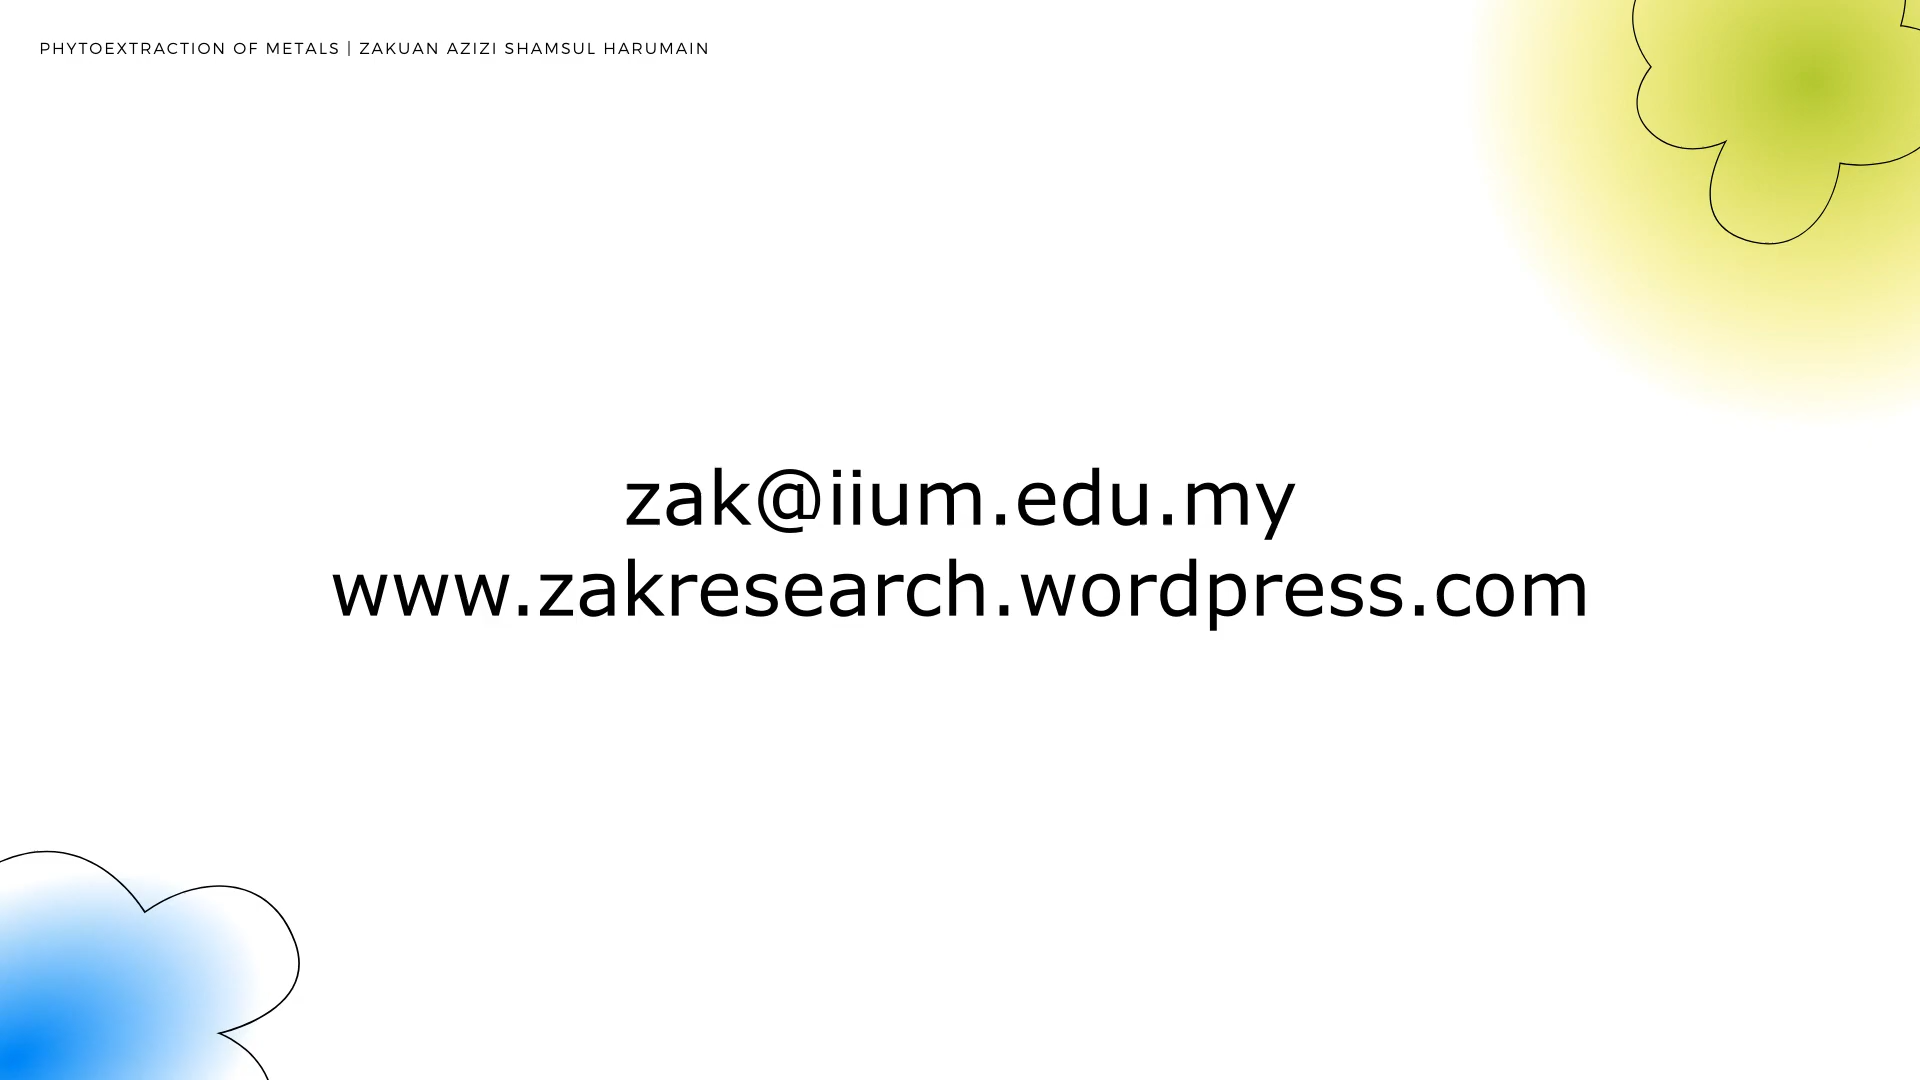 PHYTOEXTRACTION OF METALS | ZAKUAN AZIZI SHAMSUL HARUMAIN
zak@iium.edu.my
www.zakresearch.wordpress.com